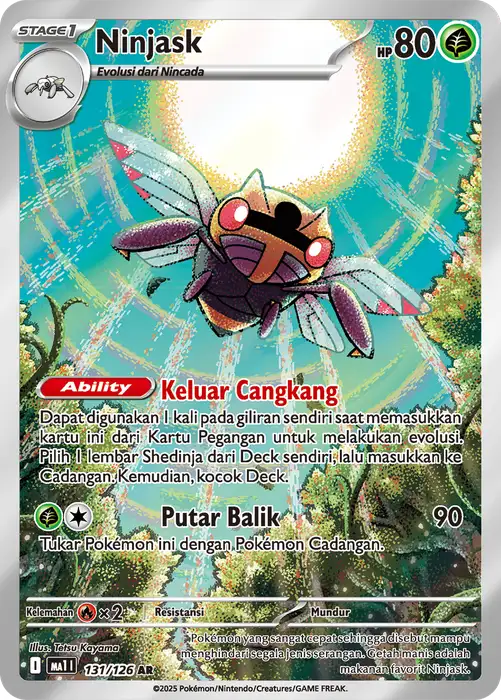 STAGE1
Ninjask
HP 80
Evolusi dari Nincada
Ability Keluar Cangkang
Dapat digunakan 1 kali pada giliran sendiri saat memasukkan
kartu ini dari Kartu Pegangan untuk melakukan evolusi.
Pilih 1 lembar Shedinja dari Deck sendiri, lalu masukkan ke
Cadangan. Kemudian, kocok Deck.
Putar Balik 90
Tukar Pokémon ini dengan Pokémon Cadangan.
Kelemahan ×2 Resistansi Mundur
Illus. Tetsu Kayama
I MA1 I 131/126 AR
Pokémon yang sangat cepat sehingga disebut mampu
menghindari segala jenis serangan. Getah manis adalah
makanan favorit Ninjask.
©2025 Pokémon/Nintendo/Creatures/GAME FREAK.